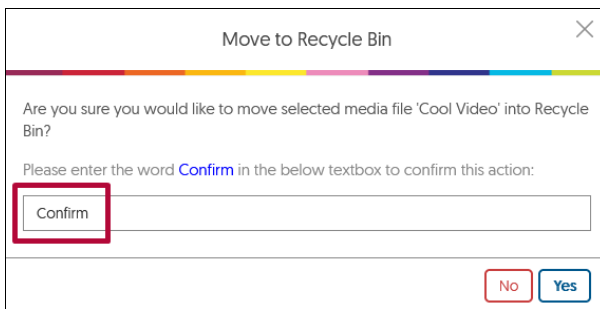 Move to Recycle Bin
Are you sure you would like to move selected media file 'Cool Video' into Recycle
Bin?
Please enter the word Confirm in the below textbox to confirm this action:
Confirm
No Yes